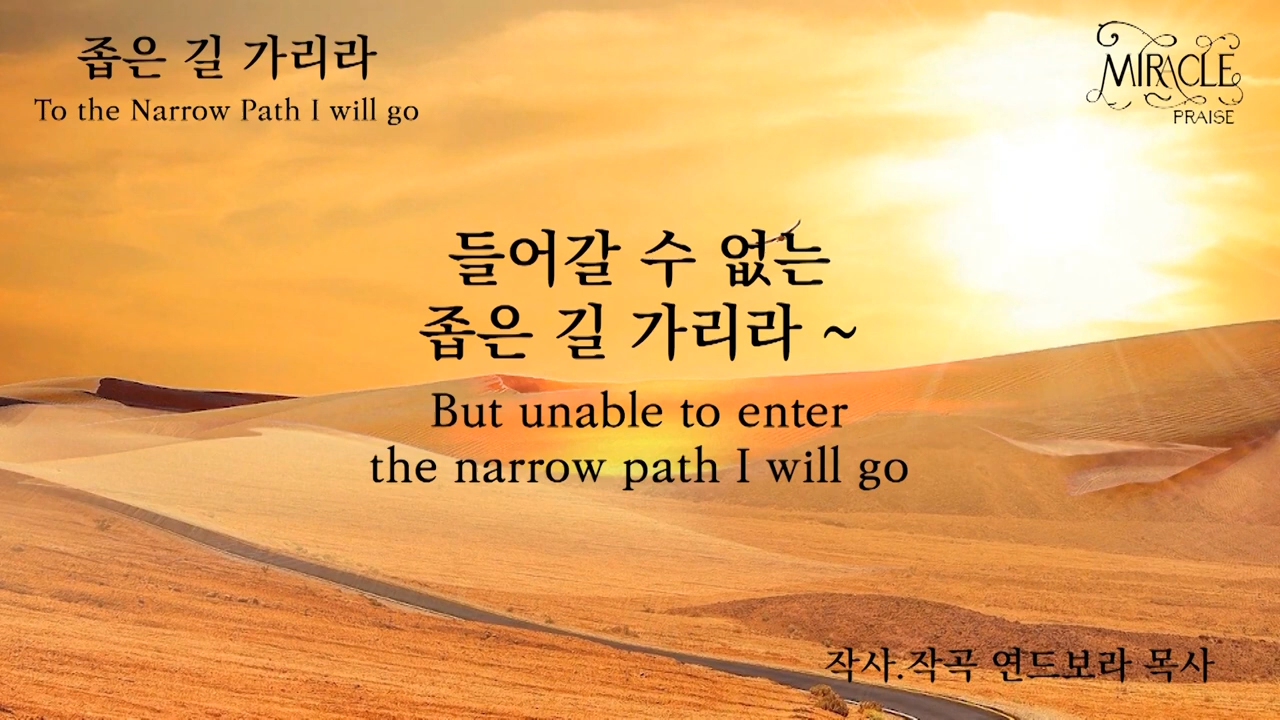 좁은 길 가리라
To the Narrow Path I will go
MIRACLE
PRAISE
들어갈 수 없는
좁은 길 가리라 ~
But unable to enter
the narrow path I will go
작사.작곡 연드보라 목사